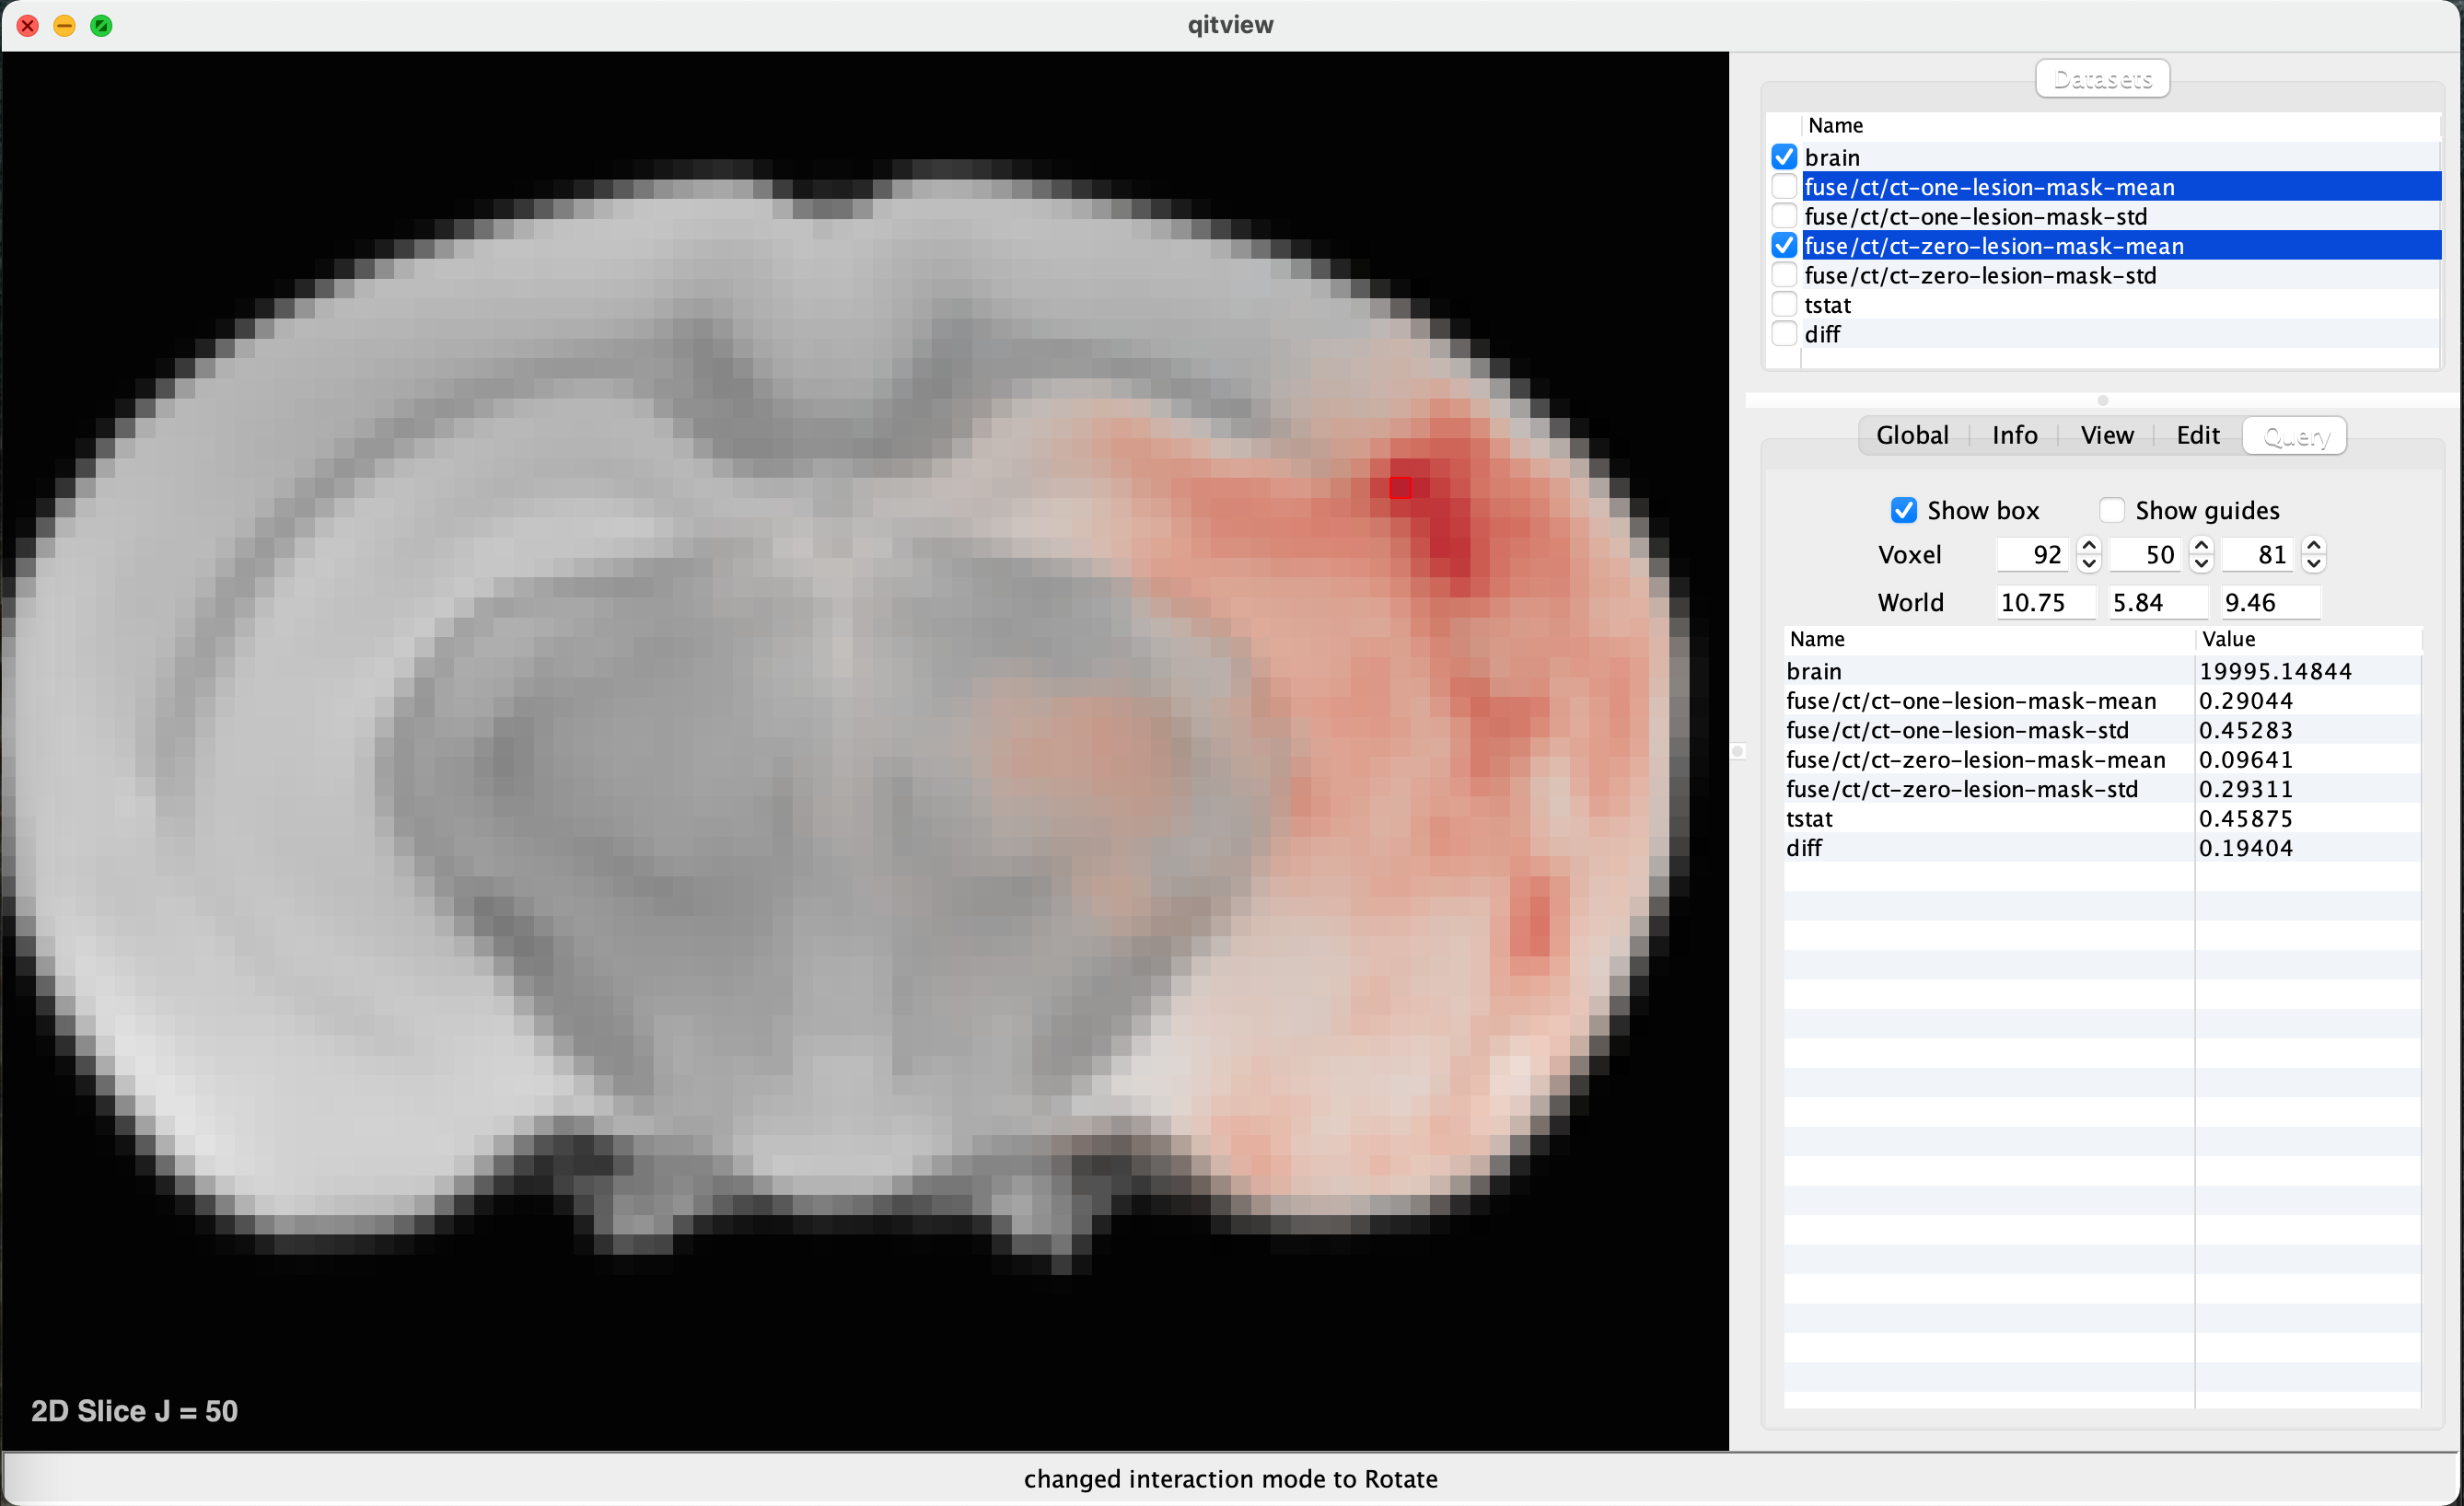 qitview
Datasets
Name
brain
fuse/ct/ct-one-lesion-mask-mean
fuse/ct/ct-one-lesion-mask-std
fuse/ct/ct-zero-lesion-mask-mean
fuse/ct/ct-zero-lesion-mask-std
tstat
diff
Global Info View Edit Query
Show box Show guides
Voxel 92 50 81
World 10.75 5.84 9.46
Name Value
brain 19995.14844
fuse/ct/ct-one-lesion-mask-mean 0.29044
fuse/ct/ct-one-lesion-mask-std 0.45283
fuse/ct/ct-zero-lesion-mask-mean 0.09641
fuse/ct/ct-zero-lesion-mask-std 0.29311
tstat 0.45875
diff 0.19404
2D Slice J = 50
changed interaction mode to Rotate